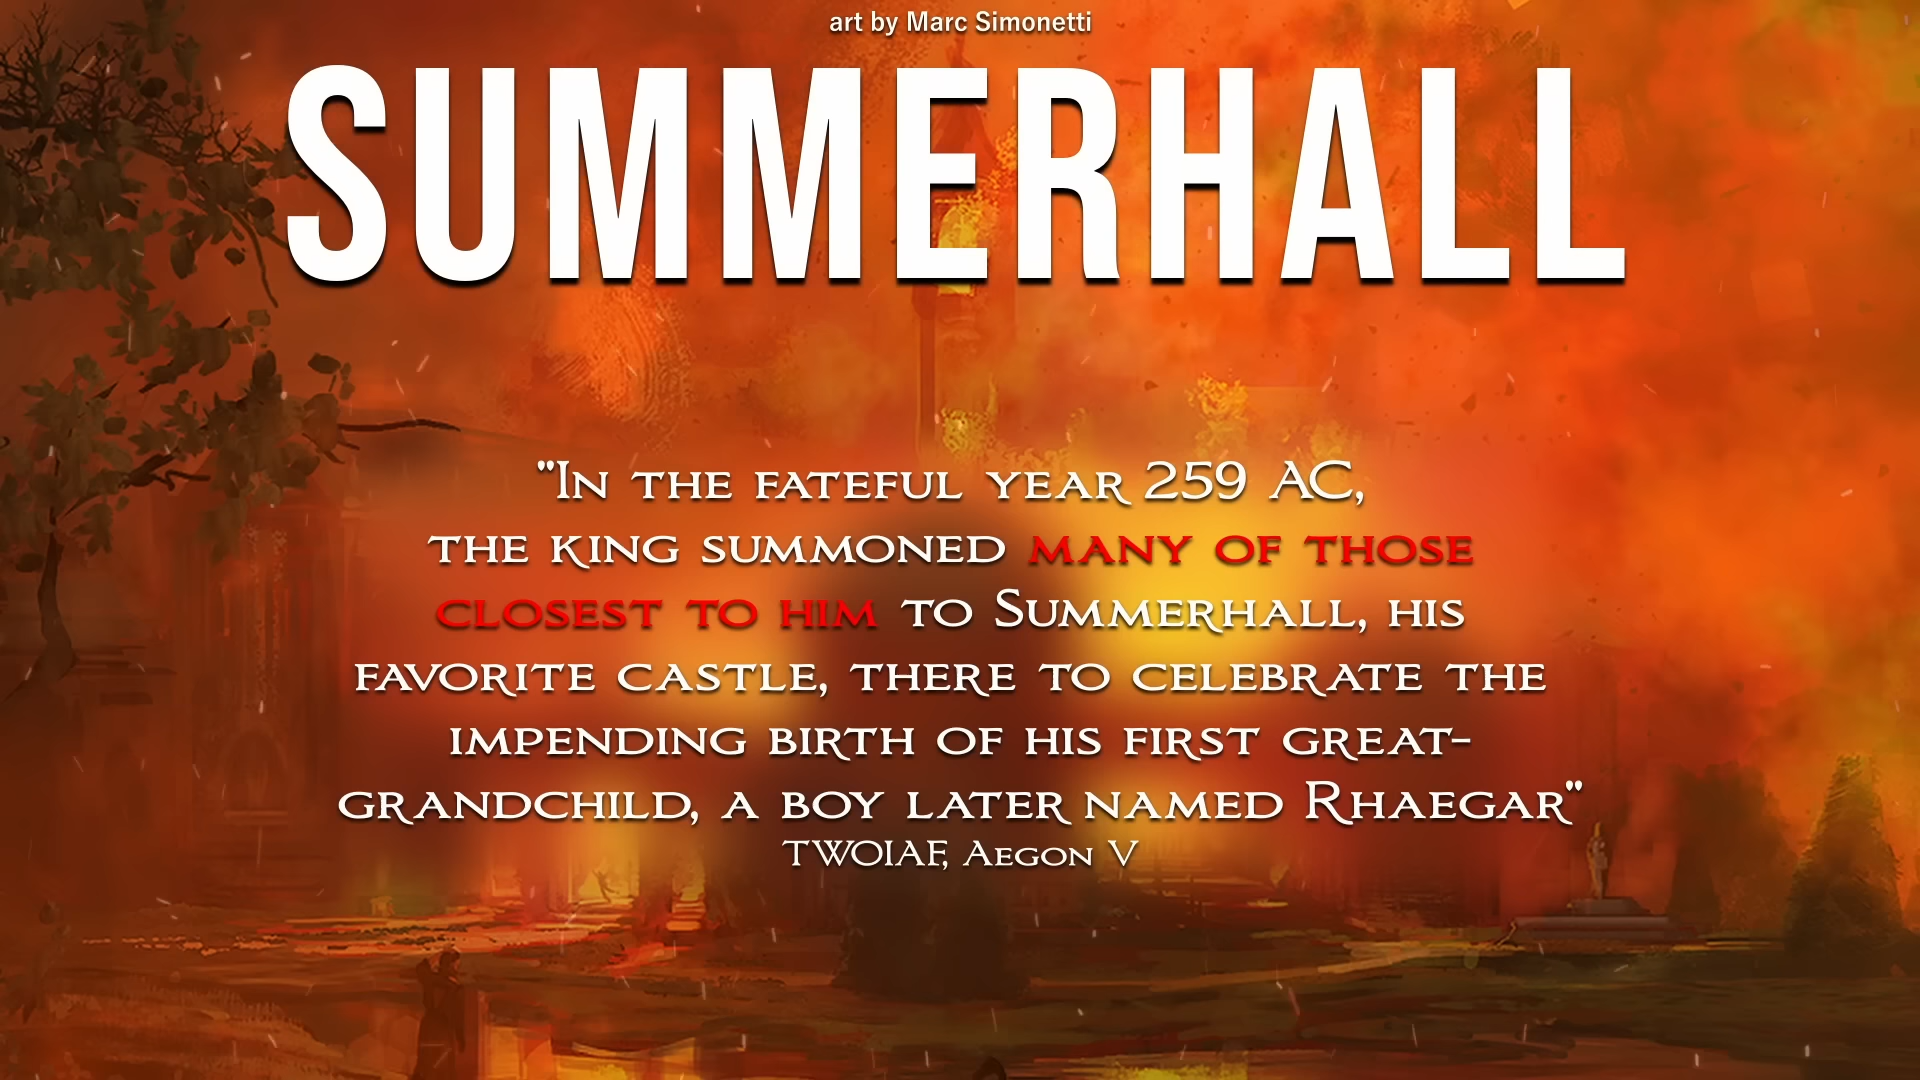 art by Marc Simonetti
SUMMERHALL
"In the fateful year 259 AC,
the king summoned many of those
closest to him to Summerhall, his
favorite castle, there to celebrate the
impending birth of his first great-
grandchild, a boy later named Rhaegar"
TWOIAF, Aegon V